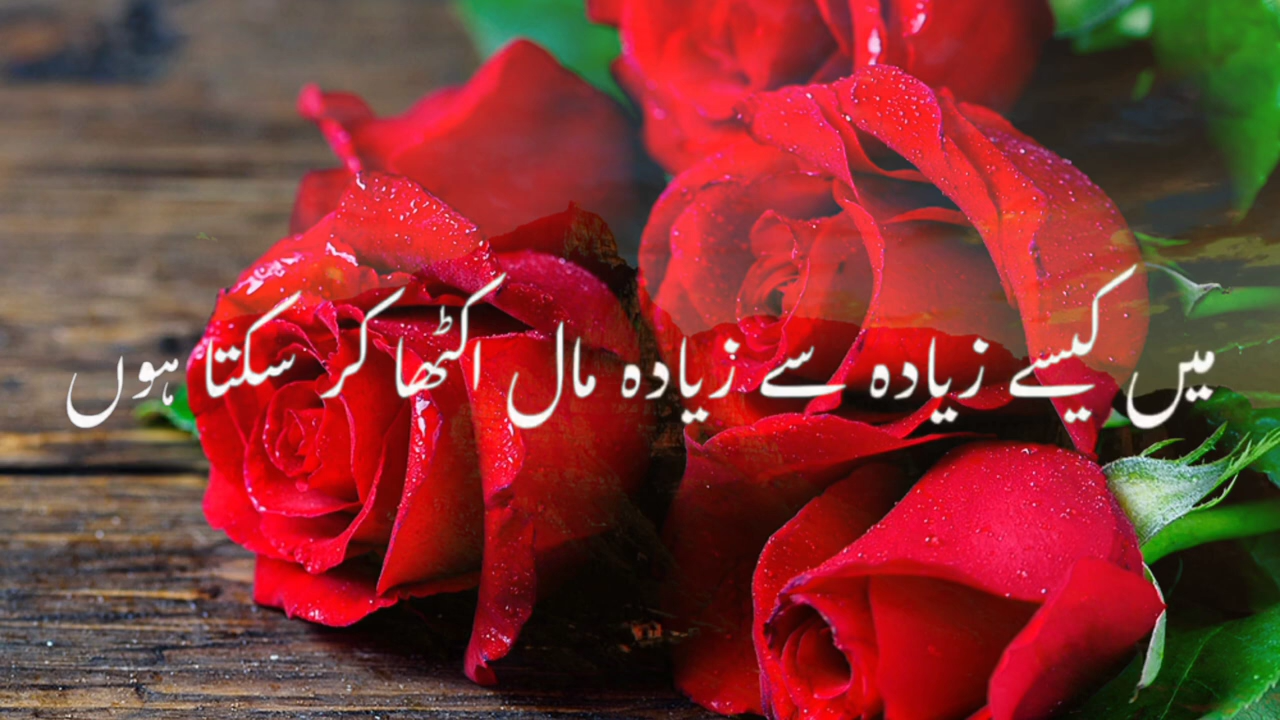 میں کیسے زیادہ سے زیادہ مال اکٹھا کر سکتا ہوں